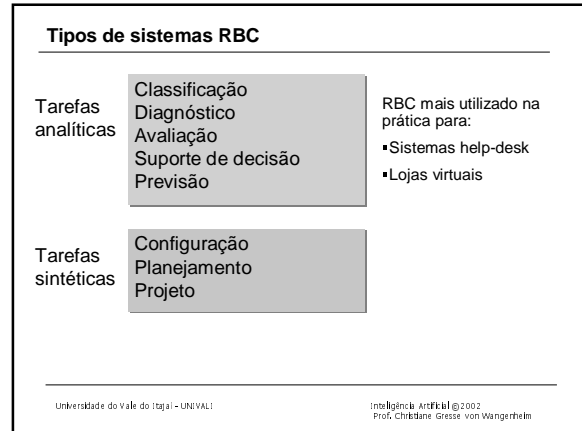 Tipos de sistemas RBC
Tarefas
analíticas
Classificação
Diagnóstico
Avaliação
Suporte de decisão
Previsão
RBC mais utilizado na
prática para:
▪Sistemas help-desk
▪Lojas virtuais
Tarefas
sintéticas
Configuração
Planejamento
Projeto
Universidade do Vale do Itajaí - UNIVALI
Inteligência Artificial @2002
Prof. Christiane Gresse von Wangenheim